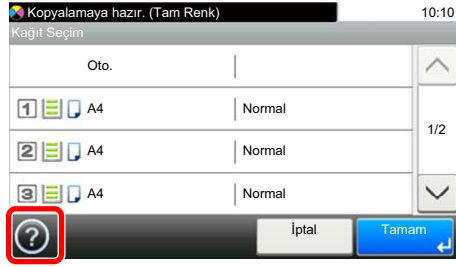 Kopyalamaya hazır. (Tam Renk) 10:10
Kağıt Seçim
Oto.
1 A4 Normal
2 A4 Normal
3 A4 Normal
1/2
? İptal Tamam